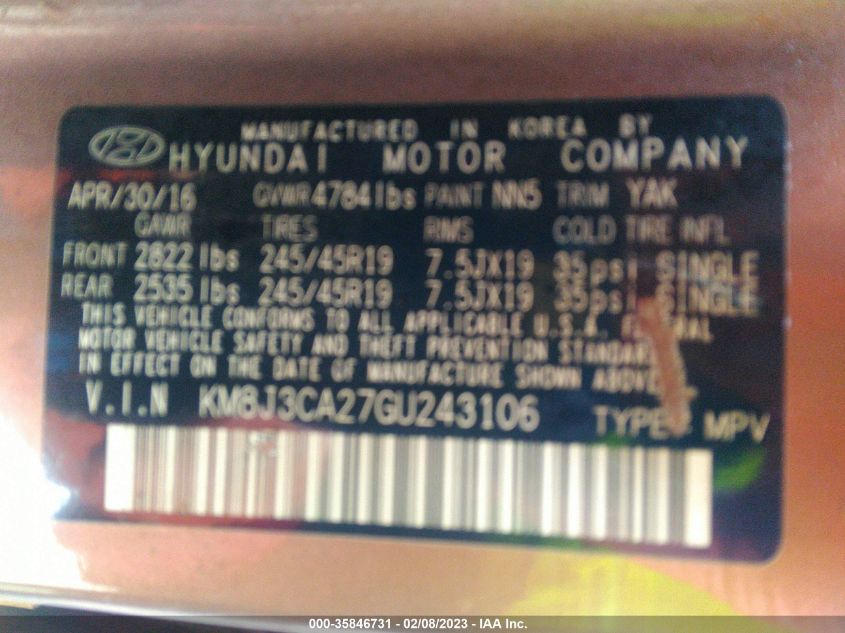 MANUFACTURED IN KOREA BY
HYUNDAI MOTOR COMPANY
APR/30/16 GVWR 4784 lbs PAINT NN5 TRIM YAK
GAWR TIRES RMS COLD TIRE INFL
FRONT 2822 lbs 245/45R19 7.5JX19 35psi SINGLE
REAR 2535 lbs 245/45R19 7.5JX19 35psi SINGLE
THIS VEHICLE CONFORMS TO ALL APPLICABLE U.S.A. FEDERAL
MOTOR VEHICLE SAFETY AND THEFT PREVENTION STANDARDS
IN EFFECT ON THE DATE OF MANUFACTURE SHOWN ABOVE.
V.I.N KM8J3CA27GU243106 TYPE: MPV
000-35846731 - 02/08/2023 - IAA Inc.